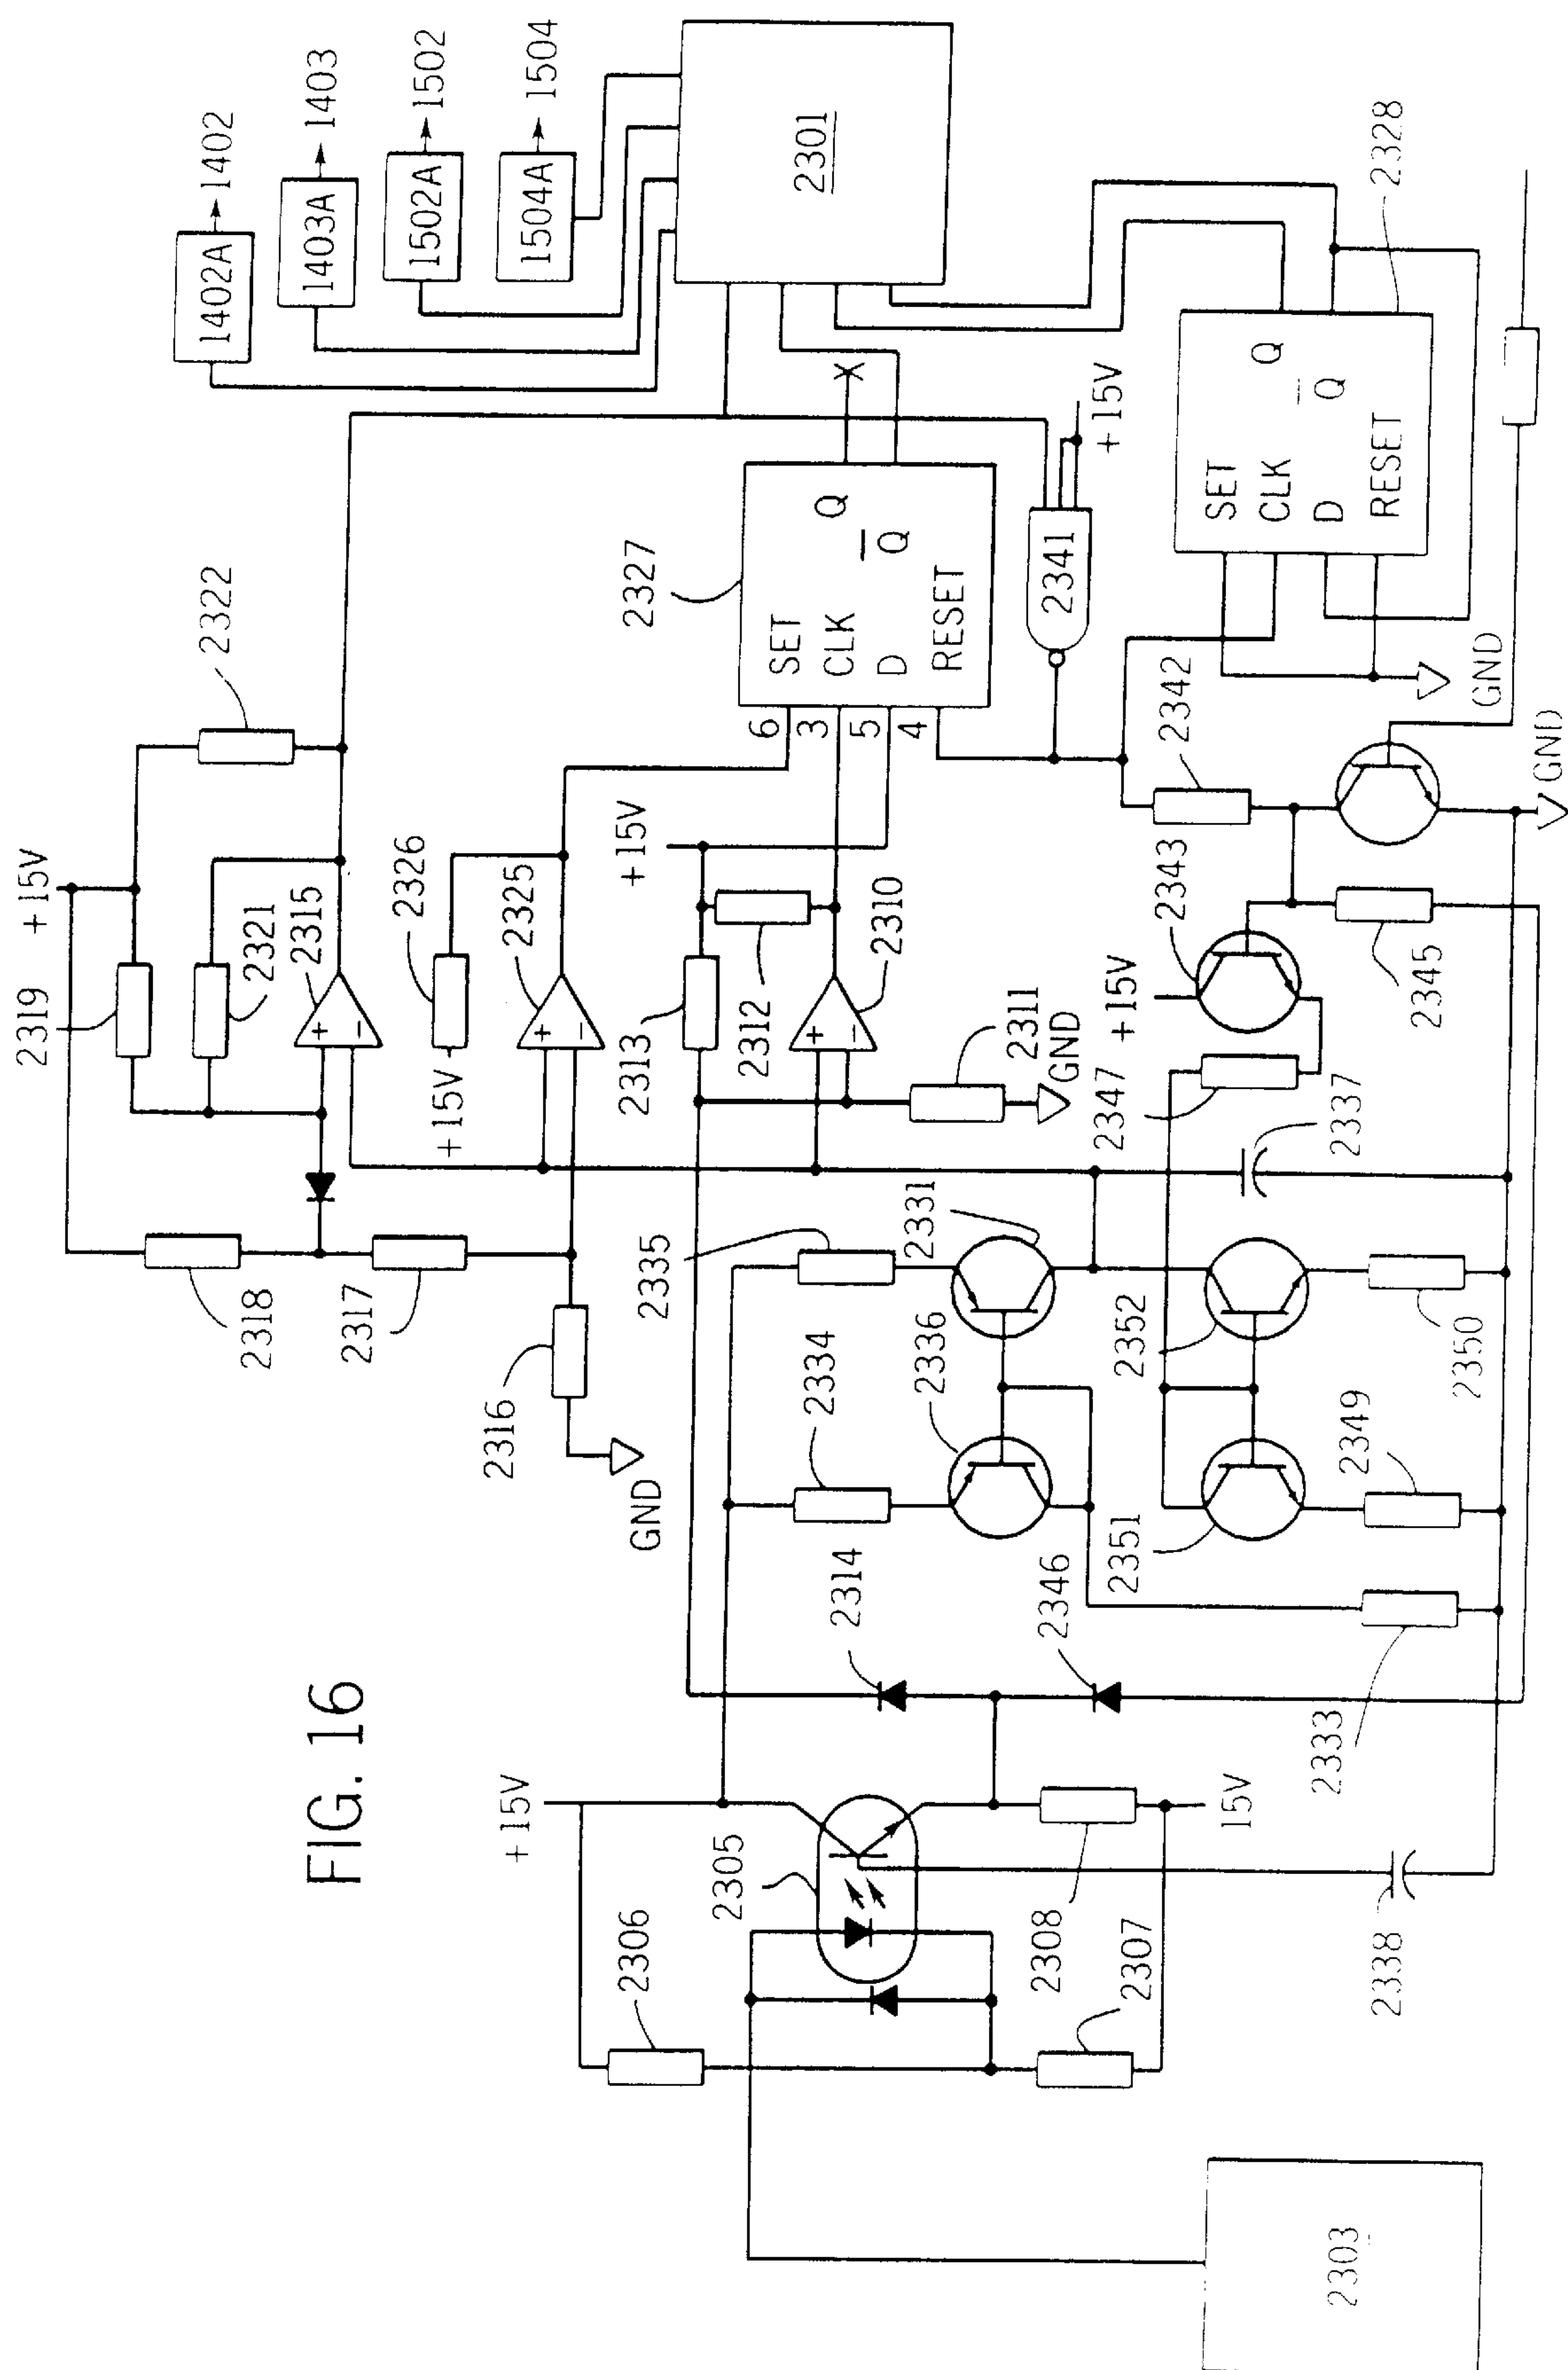 FIG. 16
2303
2306
2305
+15V
2308
2307
15V
2338
2314
2346
2333
2334
2336
2335
2331
2351
2349
2352
2350
2337
2347
2343
+15V
2345
2342
GND
GND
2318
2317
2316
GND
2319
+15V
2321
2315
2322
+15V
2326
2325
+15V
2313
2312
2310
2311
GND
2327
6
3
5
4
SET
CLK
D
RESET
Q
Q
X
2341
+15V
SET
CLK
D
RESET
Q
Q
2328
2301
1402A
1402
1403A
1403
1502A
1502
1504A
1504
+
-
+
-
+
-